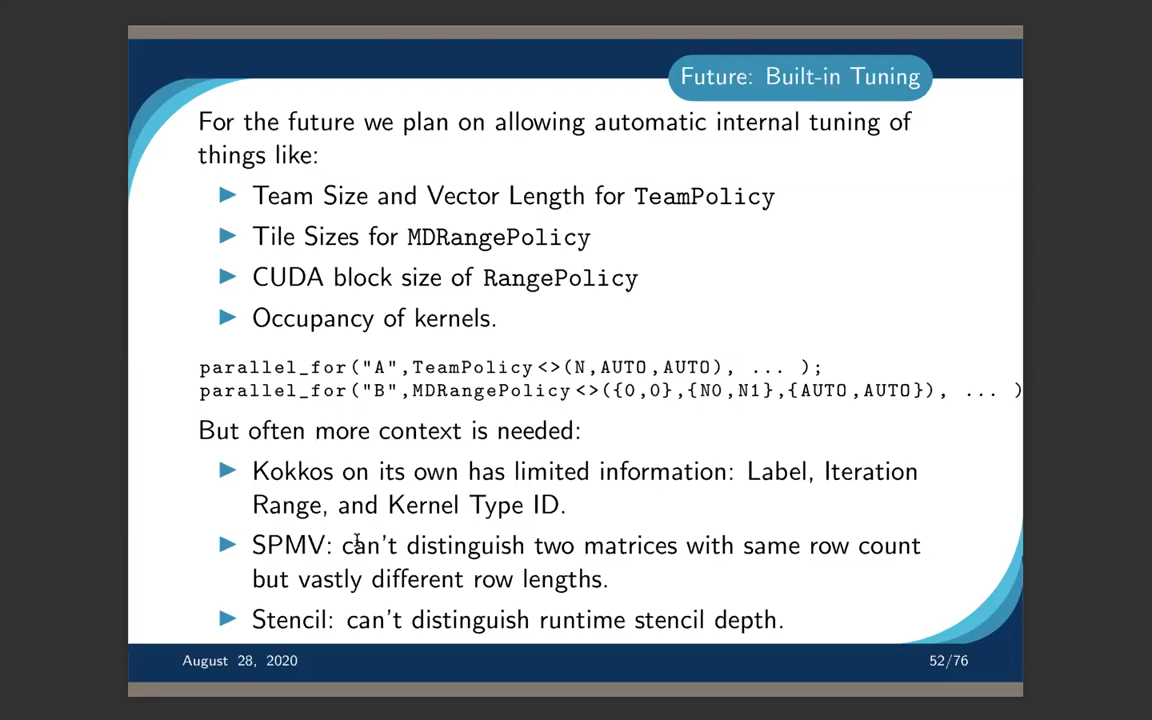 Future: Built-in Tuning
For the future we plan on allowing automatic internal tuning of
things like:
Team Size and Vector Length for TeamPolicy
Tile Sizes for MDRangePolicy
CUDA block size of RangePolicy
Occupancy of kernels.
parallel_for("A",TeamPolicy<>(N,AUTO,AUTO), ... );
parallel_for("B",MDRangePolicy<>({0,0},{N0,N1},{AUTO,AUTO}), ... )
But often more context is needed:
Kokkos on its own has limited information: Label, Iteration
Range, and Kernel Type ID.
SPMV: can't distinguish two matrices with same row count
but vastly different row lengths.
Stencil: can't distinguish runtime stencil depth.
August 28, 2020
52/76